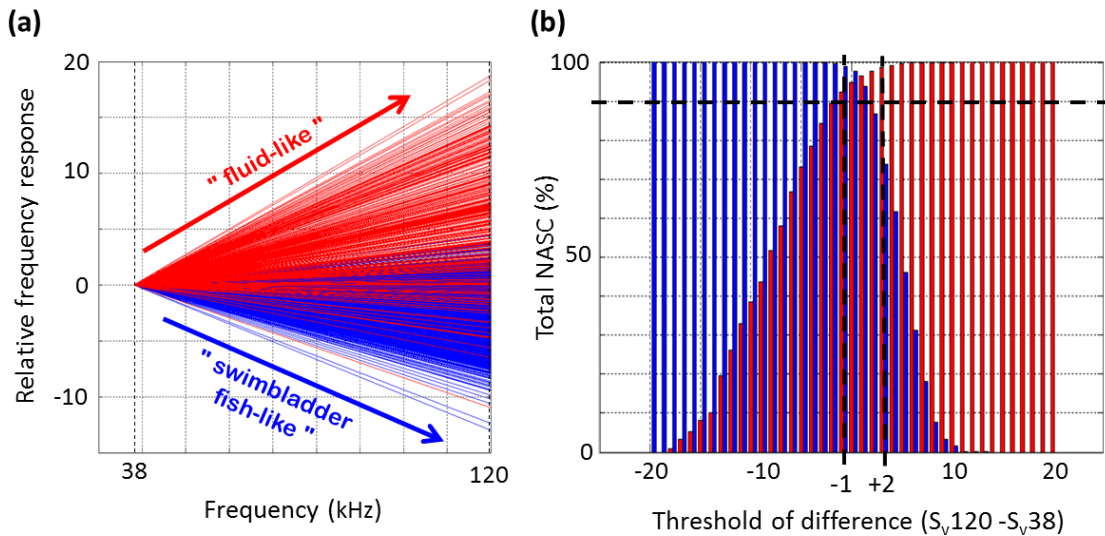 (a)
(b)
Relative frequency response
20
10
0
-10
" fluid-like "
" swimbladder
fish-like "
38
120
Frequency (kHz)
Total NASC (%)
100
50
0
-20
-10
-1
+2
10
20
Threshold of difference (Sv120 -Sv38)